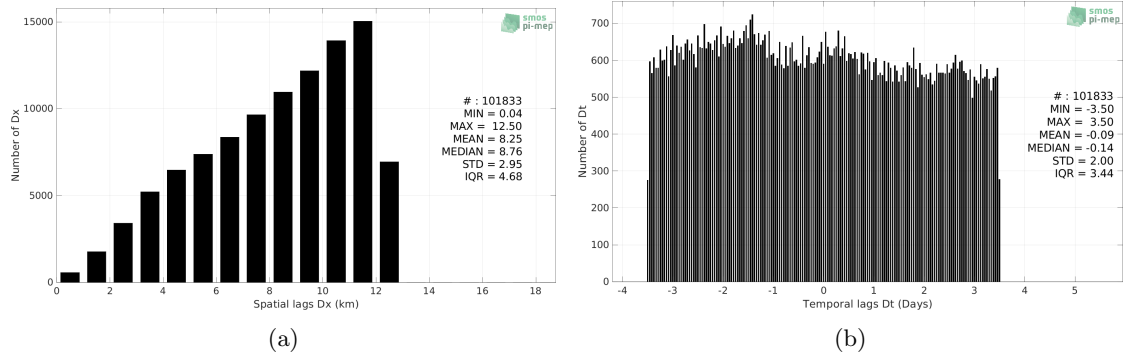 15000
10000
5000
0
Number of Dx
smos
pi-mep
# : 101833
MIN = 0.04
MAX = 12.50
MEAN = 8.25
MEDIAN = 8.76
STD = 2.95
IQR = 4.68
0 2 4 6 8 10 12 14 16 18
Spatial lags Dx (km)
(a)
700
600
500
400
300
200
100
0
Number of Dt
smos
pi-mep
# : 101833
MIN = -3.50
MAX = 3.50
MEAN = -0.09
MEDIAN = -0.14
STD = 2.00
IQR = 3.44
-4 -3 -2 -1 0 1 2 3 4 5
Temporal lags Dt (Days)
(b)